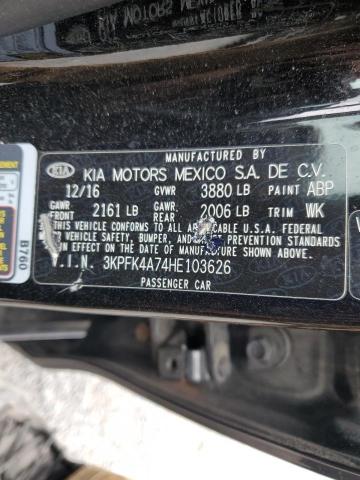 MANUFACTURED BY
KIA KIA MOTORS MEXICO S.A. DE C.V.
12/16 GVWR 3880 LB PAINT ABP
GAWR FRONT 2161 LB GAWR REAR 2006 LB TRIM WK
THIS VEHICLE CONFORMS TO ALL APPLICABLE U.S.A. FEDERAL
VEHICLE SAFETY, BUMPER, AND THEFT PREVENTION STANDARDS
IN EFFECT ON THE DATE OF MANUFACTURE SHOWN ABOVE.
V.I.N. 3KPFK4A74HE103626
PASSENGER CAR
B760